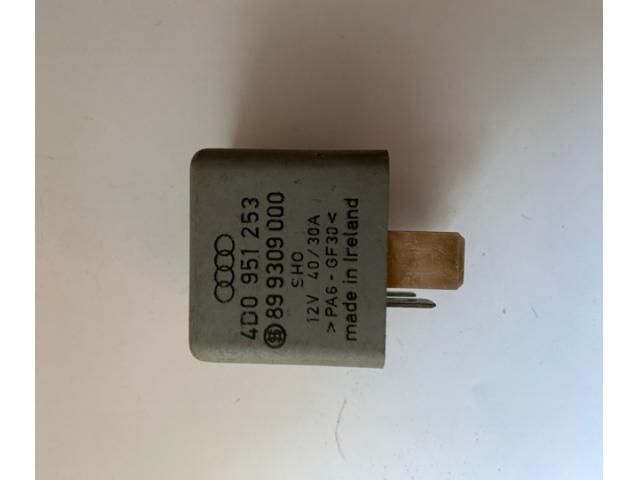 4D0 951 253
89 9309 000
SHO
12V 40/30A
>PA6-GF30<
made in Ireland